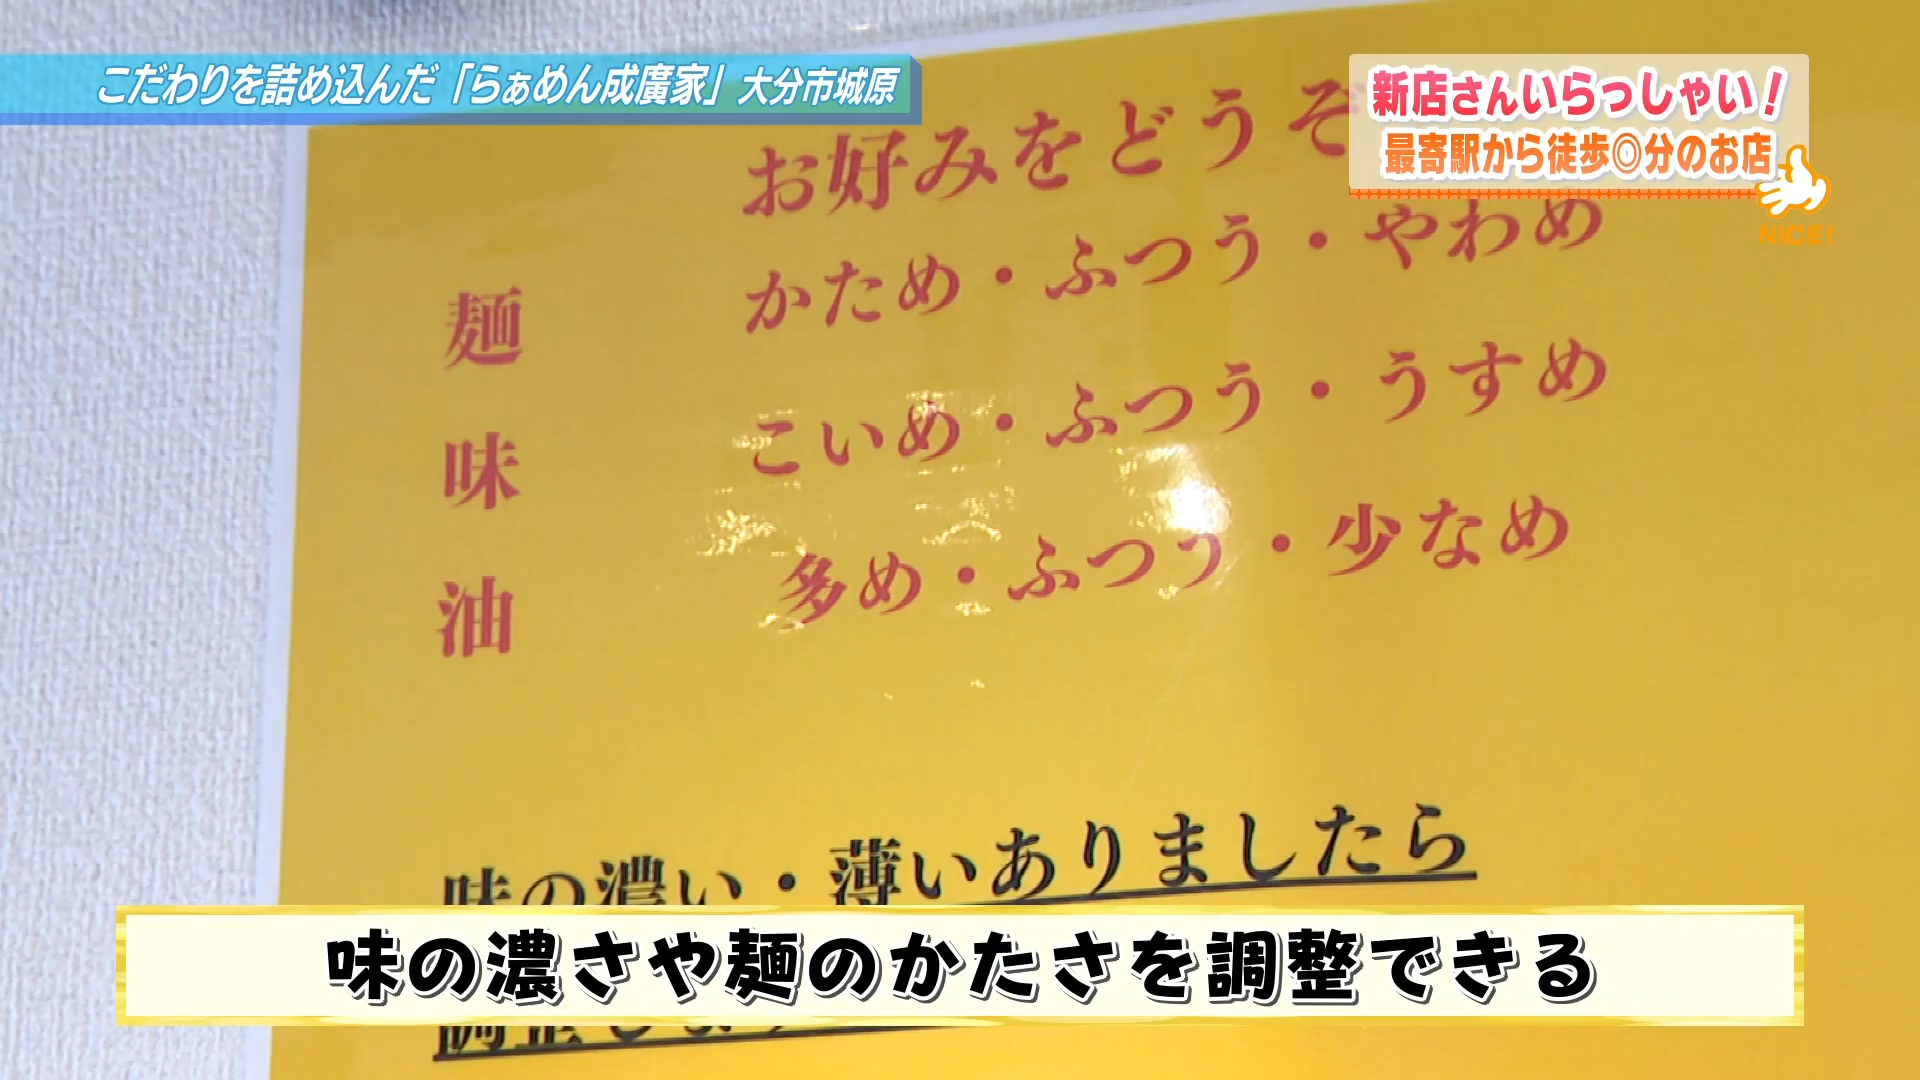 こだわりを詰め込んだ「らぁめん成廣家」大分市城原
新店さんいらっしゃい！
最寄駅から徒歩◎分のお店
NICE!
お好みをどうぞ
麺 かため・ふつう・やわめ
味 こいめ・ふつう・うすめ
油 多め・ふつう・少なめ
味の濃い・薄いありましたら
味の濃さや麺のかたさを調整できる